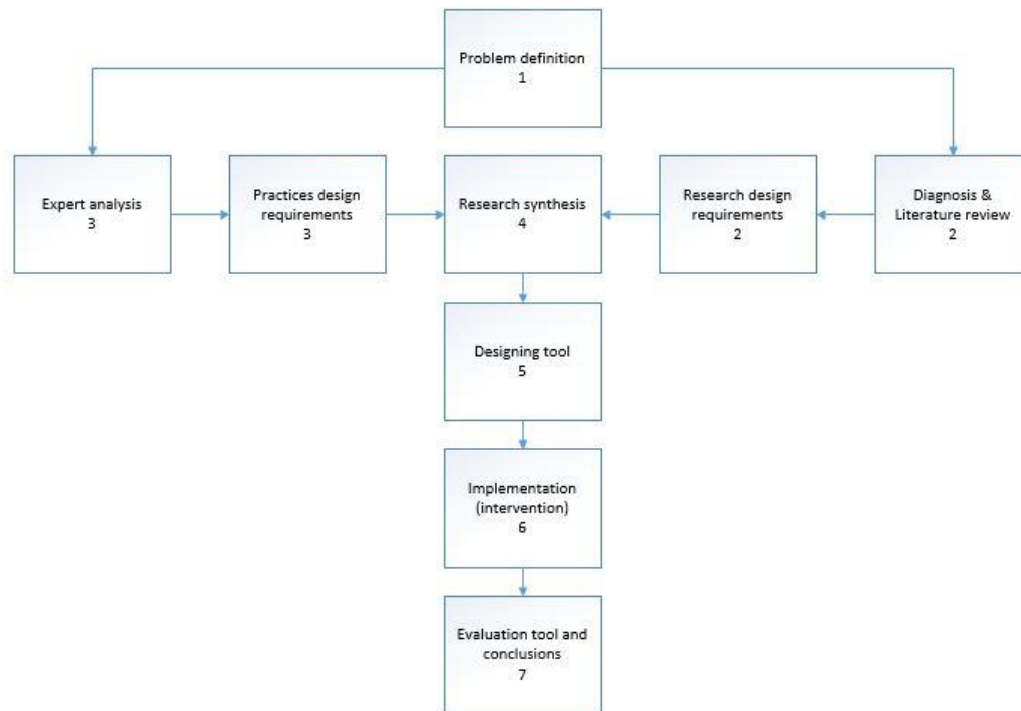 Problem definition
1
Expert analysis
3
Practices design
requirements
3
Research synthesis
4
Research design
requirements
2
Diagnosis &
Literature review
2
Designing tool
5
Implementation
(intervention)
6
Evaluation tool and
conclusions
7